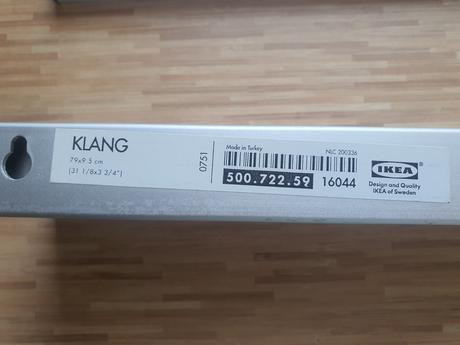 KLANG
79x9.5 cm
(31 1/8x3 3/4")
0751
Made in Turkey
NLC 200336
500.722.59
16044
IKEA
Design and Quality
IKEA of Sweden